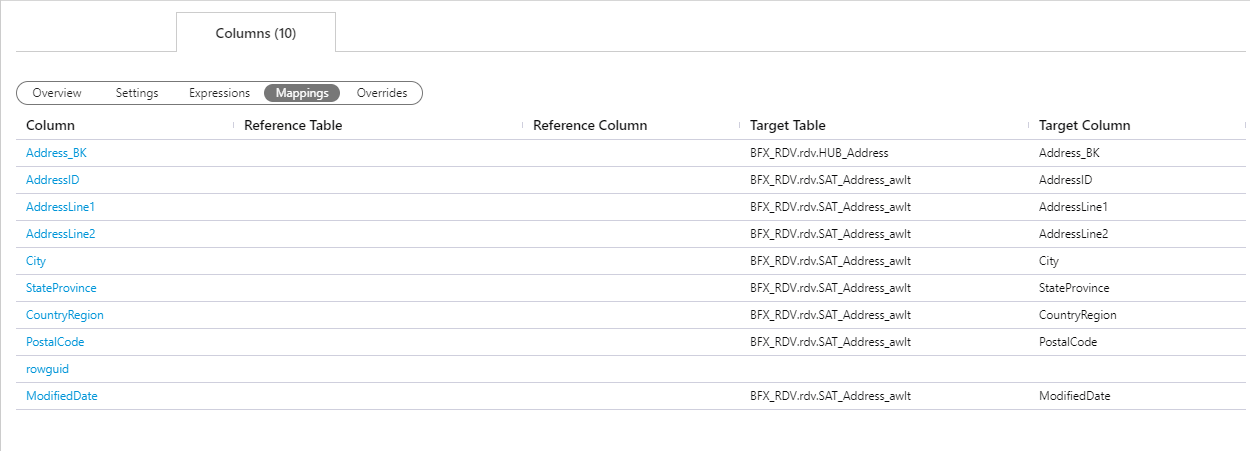 Columns (10)
Overview Settings Expressions Mappings Overrides
Column Reference Table Reference Column Target Table Target Column
Address_BK BFX_RDV.rdv.HUB_Address Address_BK
AddressID BFX_RDV.rdv.SAT_Address_awlt AddressID
AddressLine1 BFX_RDV.rdv.SAT_Address_awlt AddressLine1
AddressLine2 BFX_RDV.rdv.SAT_Address_awlt AddressLine2
City BFX_RDV.rdv.SAT_Address_awlt City
StateProvince BFX_RDV.rdv.SAT_Address_awlt StateProvince
CountryRegion BFX_RDV.rdv.SAT_Address_awlt CountryRegion
PostalCode BFX_RDV.rdv.SAT_Address_awlt PostalCode
rowguid
ModifiedDate BFX_RDV.rdv.SAT_Address_awlt ModifiedDate